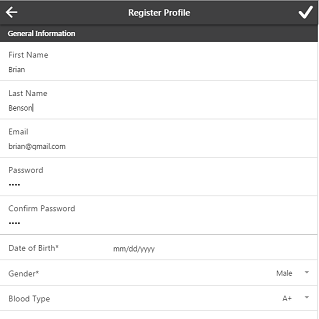 Register Profile
General Information
First Name
Brian
Last Name
Benson
Email
brian@qmail.com
Password
••••
Confirm Password
••••
Date of Birth* mm/dd/yyyy
Gender* Male
Blood Type A+